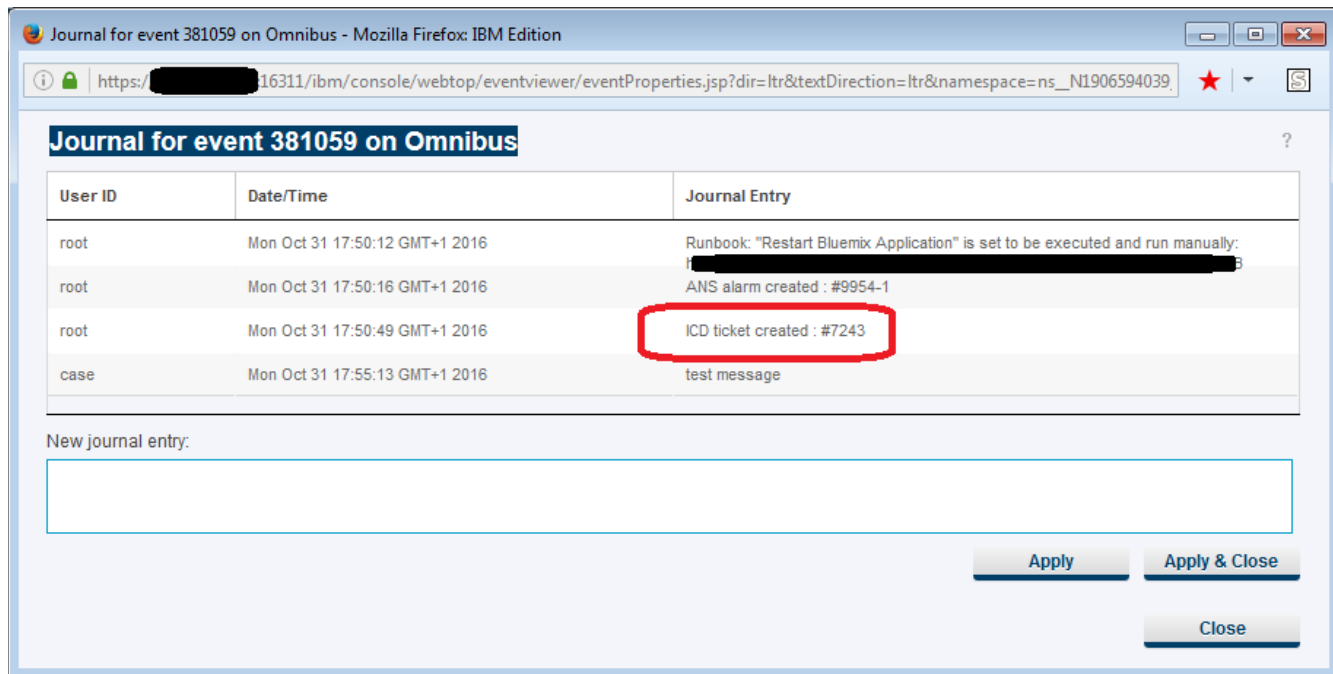 Journal for event 381059 on Omnibus - Mozilla Firefox: IBM Edition
https:/ :16311/ibm/console/webtop/eventviewer/eventProperties.jsp?dir=ltr&textDirection=ltr&namespace=ns__N1906594039
Journal for event 381059 on Omnibus ?
User ID Date/Time Journal Entry
root Mon Oct 31 17:50:12 GMT+1 2016 Runbook: "Restart Bluemix Application" is set to be executed and run manually:
root Mon Oct 31 17:50:16 GMT+1 2016 ANS alarm created : #9954-1
root Mon Oct 31 17:50:49 GMT+1 2016 ICD ticket created : #7243
case Mon Oct 31 17:55:13 GMT+1 2016 test message
New journal entry:
Apply Apply & Close
Close